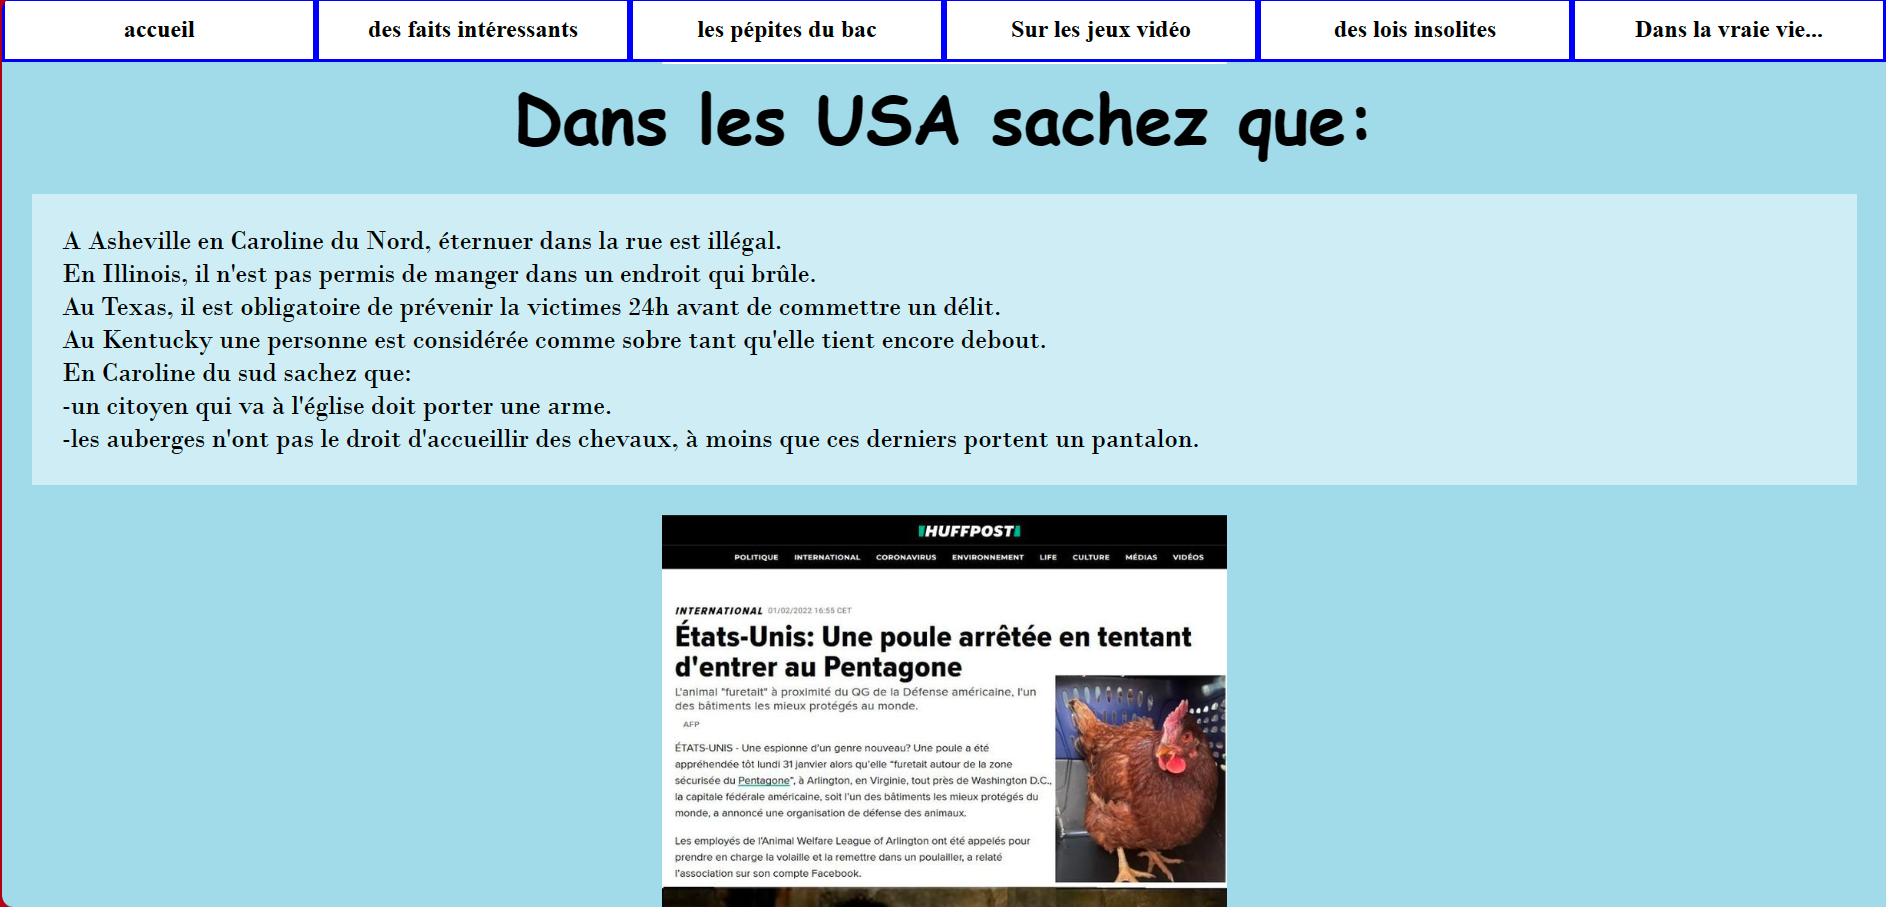 accueil
des faits intéressants
les pépites du bac
Sur les jeux vidéo
des lois insolites
Dans la vraie vie...
Dans les USA sachez que:
A Asheville en Caroline du Nord, éternuer dans la rue est illégal.
En Illinois, il n'est pas permis de manger dans un endroit qui brûle.
Au Texas, il est obligatoire de prévenir la victimes 24h avant de commettre un délit.
Au Kentucky une personne est considérée comme sobre tant qu'elle tient encore debout.
En Caroline du sud sachez que:
-un citoyen qui va à l'église doit porter une arme.
-les auberges n'ont pas le droit d'accueillir des chevaux, à moins que ces derniers portent un pantalon.
HUFFPOST
POLITIQUE INTERNATIONAL CORONAVIRUS ENVIRONNEMENT LIFE CULTURE MÉDIAS VIDÉOS
INTERNATIONAL 01/02/2022 16:55 CET
États-Unis: Une poule arrêtée en tentant
d'entrer au Pentagone
L'animal "furetait" à proximité du QG de la Défense américaine, l'un
des bâtiments les mieux protégés au monde.
AFP
ÉTATS-UNIS - Une espionne d'un genre nouveau? Une poule a été
appréhendée tôt lundi 31 janvier alors qu'elle "furetait autour de la zone
sécurisée du Pentagone", à Arlington, en Virginie, tout près de Washington D.C.,
la capitale fédérale américaine, soit l'un des bâtiments les mieux protégés du
monde, a annoncé une organisation de défense des animaux.
Les employés de l'Animal Welfare League of Arlington ont été appelés pour
prendre en charge la volaille et la remettre dans un poulailler, a relaté
l'association sur son compte Facebook.